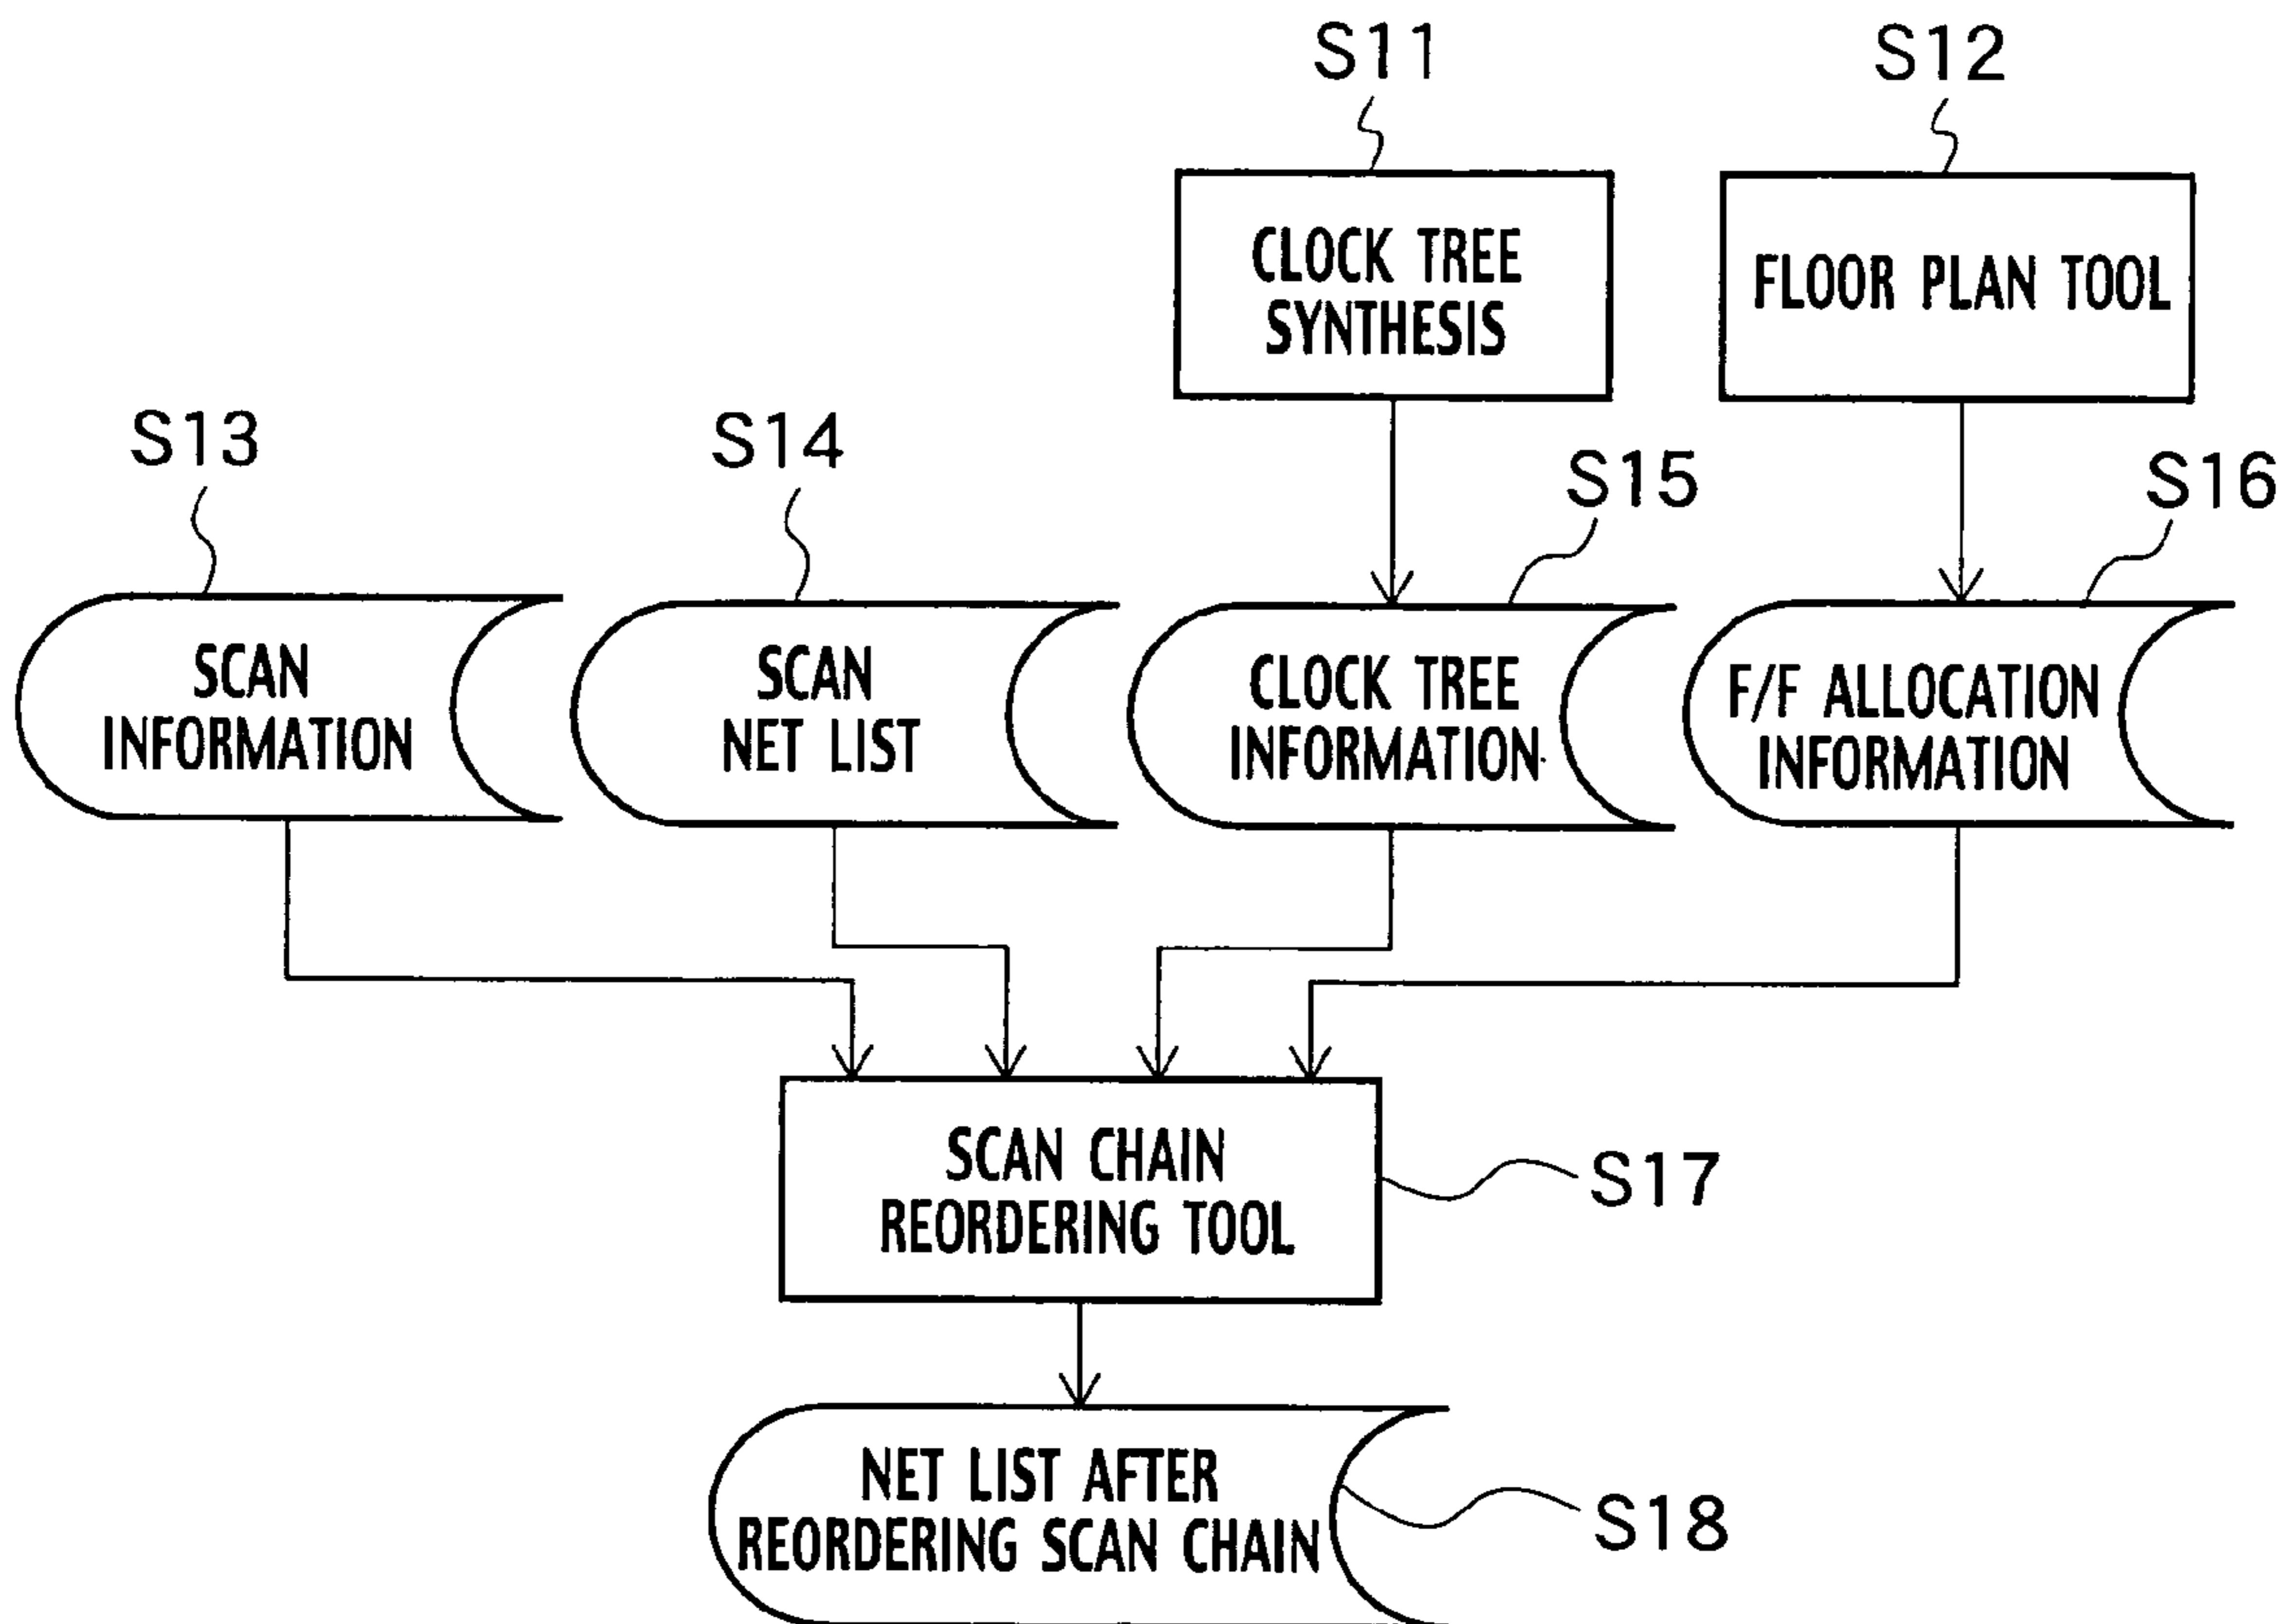 S11
S12
CLOCK TREE
SYNTHESIS
FLOOR PLAN TOOL
S13
S14
S15
S16
SCAN
INFORMATION
SCAN
NET LIST
CLOCK TREE
INFORMATION
F/F ALLOCATION
INFORMATION
SCAN CHAIN
REORDERING TOOL
S17
NET LIST AFTER
REORDERING SCAN CHAIN
S18